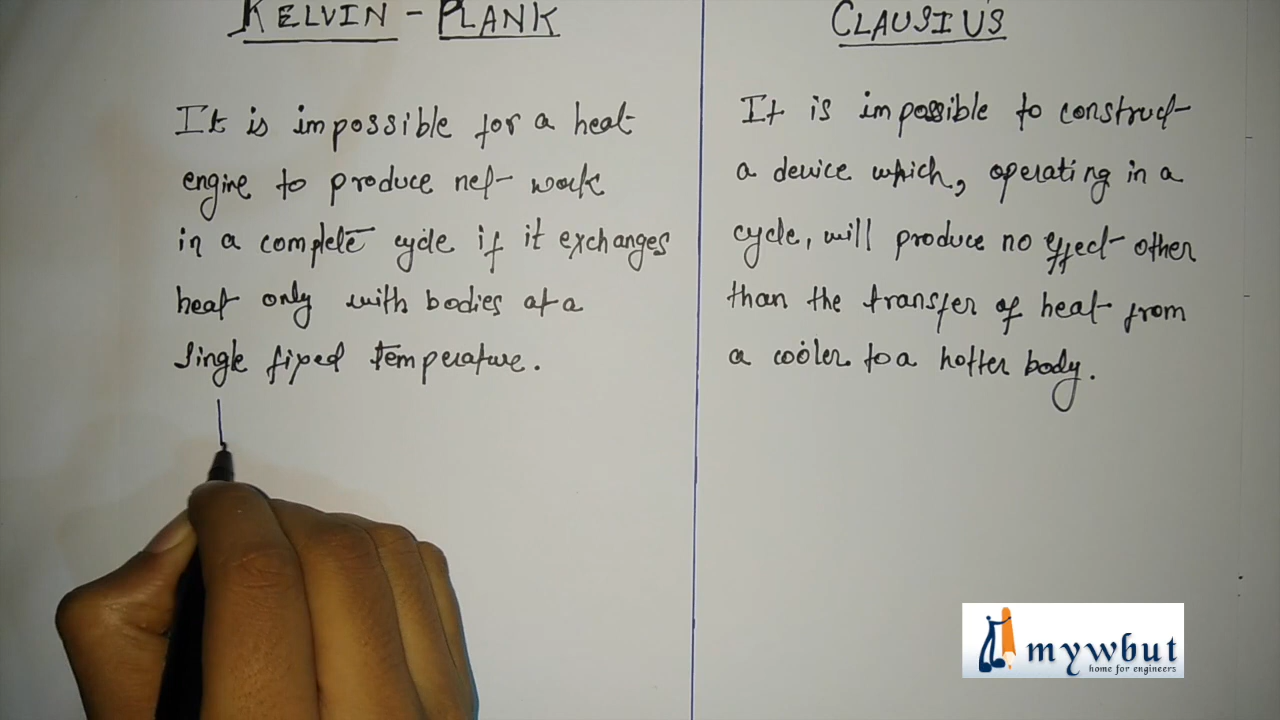 KELVIN - PLANK
It is impossible for a heat
engine to produce net work
in a complete cycle if it exchanges
heat only with bodies at a
single fixed temperature.
CLAUSIUS
It is impossible to construct
a device which, operating in a
cycle, will produce no effect other
than the transfer of heat from
a cooler to a hotter body.
mywbut
home for engineers